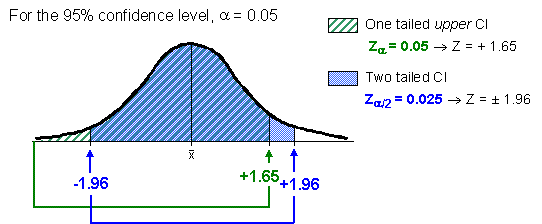 For the 95% confidence level, α = 0.05
One tailed upper CI
Zα = 0.05 → Z = + 1.65
Two tailed CI
Zα/2 = 0.025 → Z = ± 1.96
x̄
-1.96
+1.65
+1.96